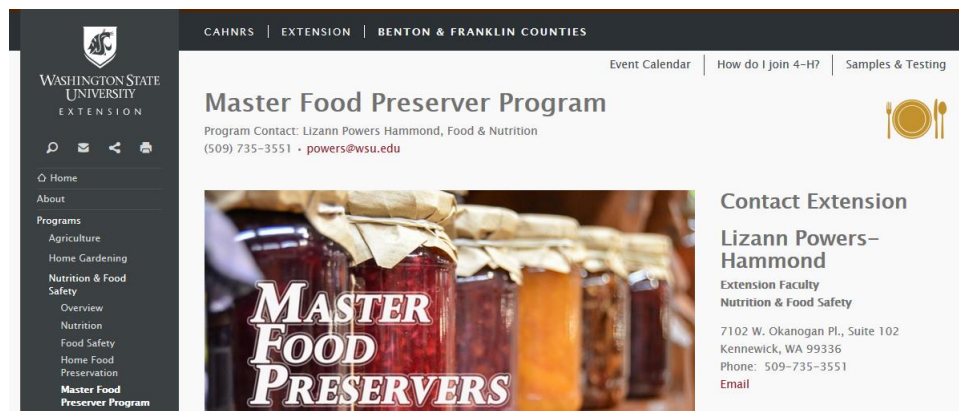 CAHNRS | EXTENSION | BENTON & FRANKLIN COUNTIES
WASHINGTON STATE
UNIVERSITY
EXTENSION
Home
About
Programs
Agriculture
Home Gardening
Nutrition & Food
Safety
Overview
Nutrition
Food Safety
Home Food
Preservation
Master Food
Preserver Program
Event Calendar | How do I join 4-H? | Samples & Testing
Master Food Preserver Program
Program Contact: Lizann Powers Hammond, Food & Nutrition
(509) 735-3551 • powers@wsu.edu
MASTER
FOOD
PRESERVERS
Contact Extension
Lizann Powers-
Hammond
Extension Faculty
Nutrition & Food Safety
7102 W. Okanogan Pl., Suite 102
Kennewick, WA 99336
Phone: 509-735-3551
Email